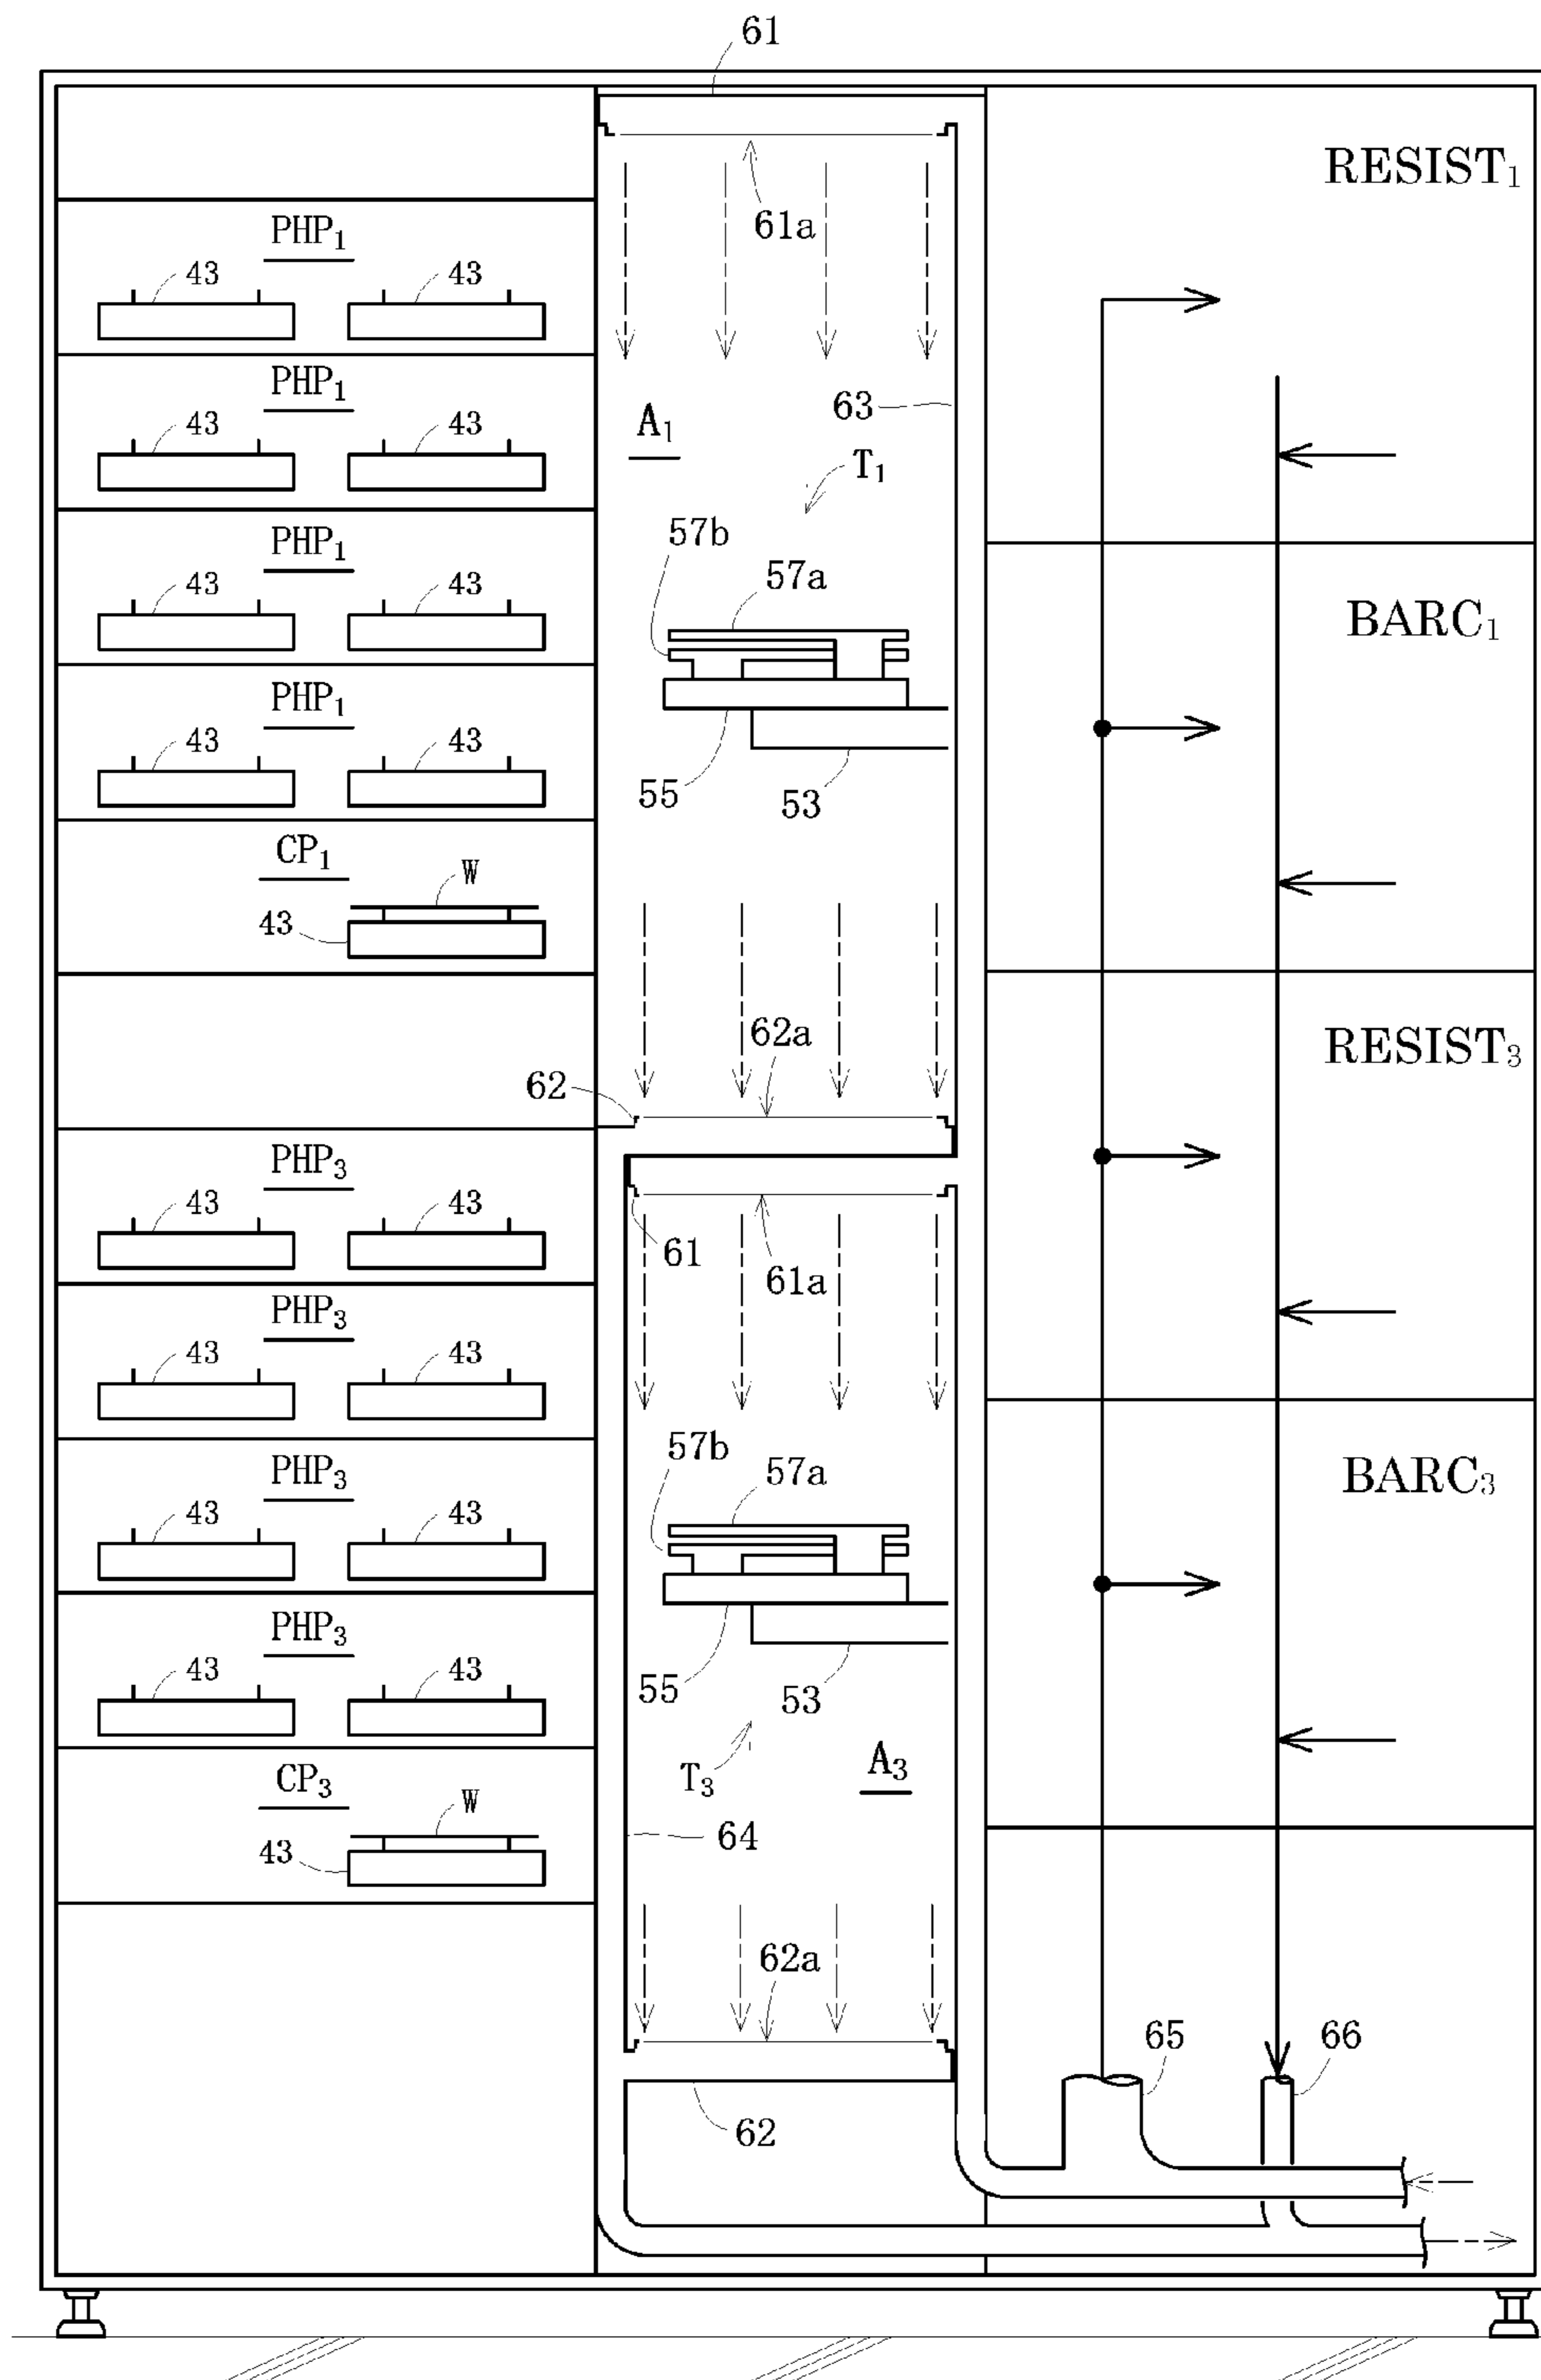 61
RESIST₁
61a
PHP₁
43 43
63
PHP₁
43 43
A₁
T₁
57b
PHP₁
57a
43 43
BARC₁
PHP₁
43 43
55
53
CP₁
W
43
62a
RESIST₃
62
PHP₃
43 43
61
61a
PHP₃
43 43
57b
57a
PHP₃
BARC₃
43 43
PHP₃
43 43
55
53
A₃
CP₃
T₃
W
64
43
62a
65
66
62